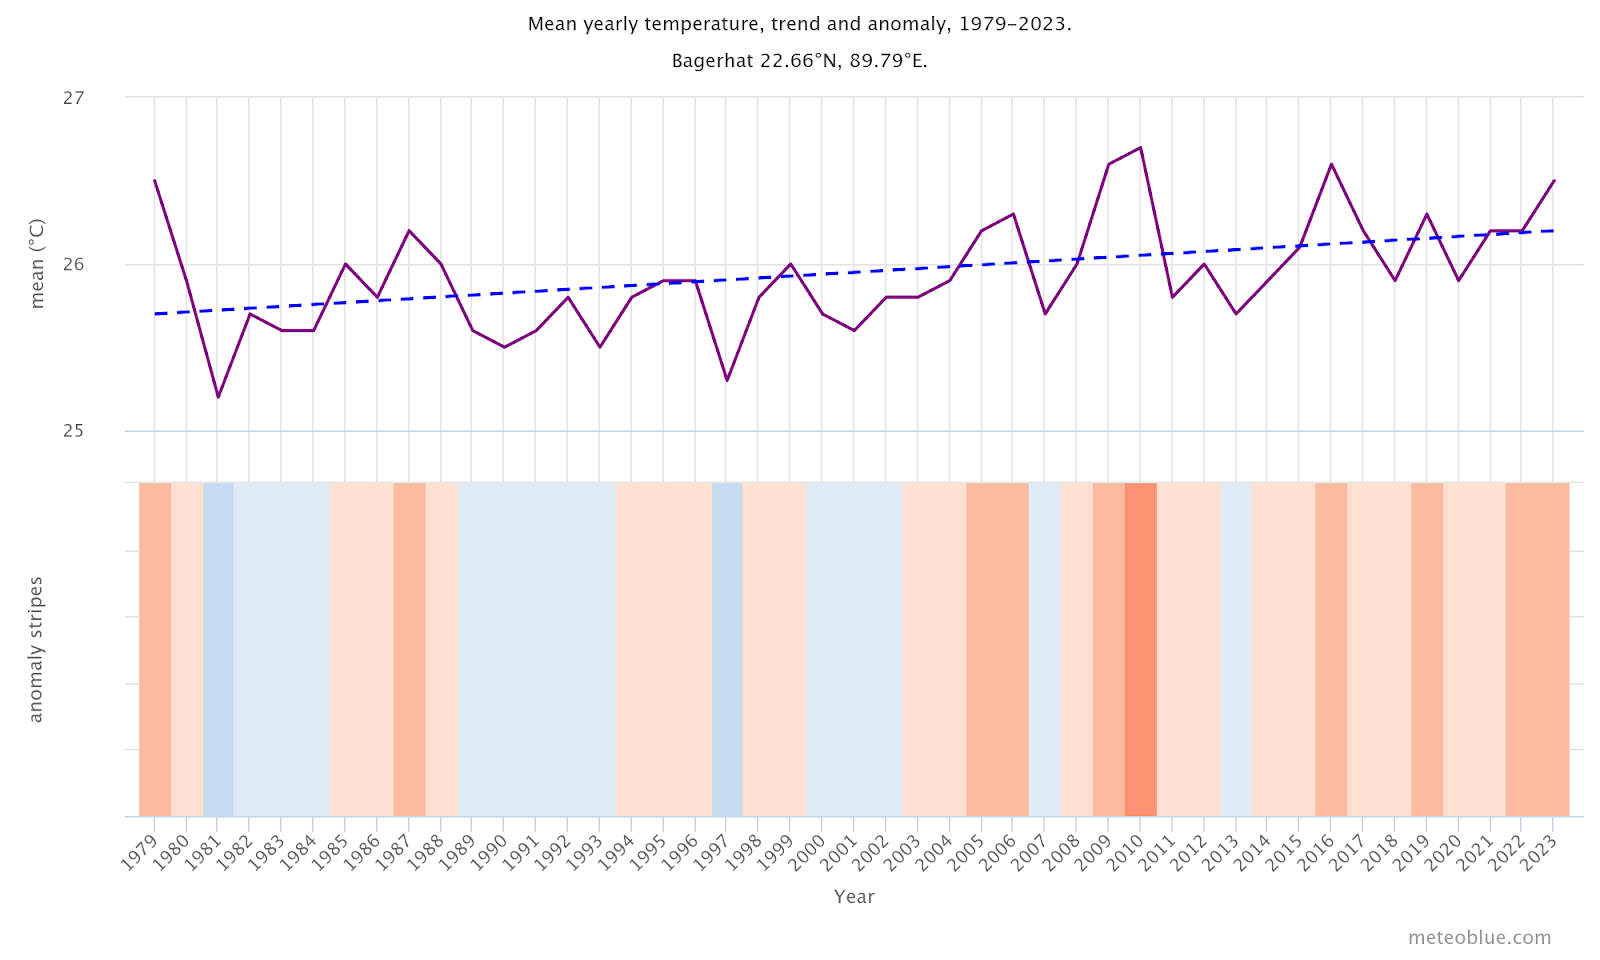 Mean yearly temperature, trend and anomaly, 1979–2023.
Bagerhat 22.66°N, 89.79°E.
27
26
25
mean (°C)
anomaly stripes
1979 1980 1981 1982 1983 1984 1985 1986 1987 1988 1989 1990 1991 1992 1993 1994 1995 1996 1997 1998 1999 2000 2001 2002 2003 2004 2005 2006 2007 2008 2009 2010 2011 2012 2013 2014 2015 2016 2017 2018 2019 2020 2021 2022 2023
Year
meteoblue.com